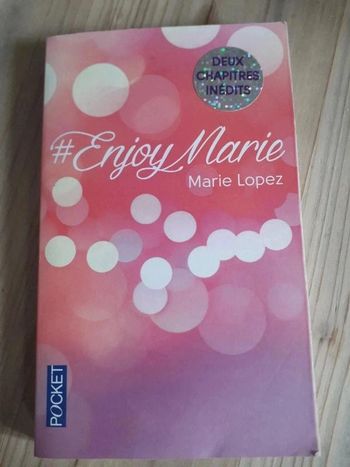 DEUX
CHAPITRES
INÉDITS
#EnjoyMarie
Marie Lopez
POCKET